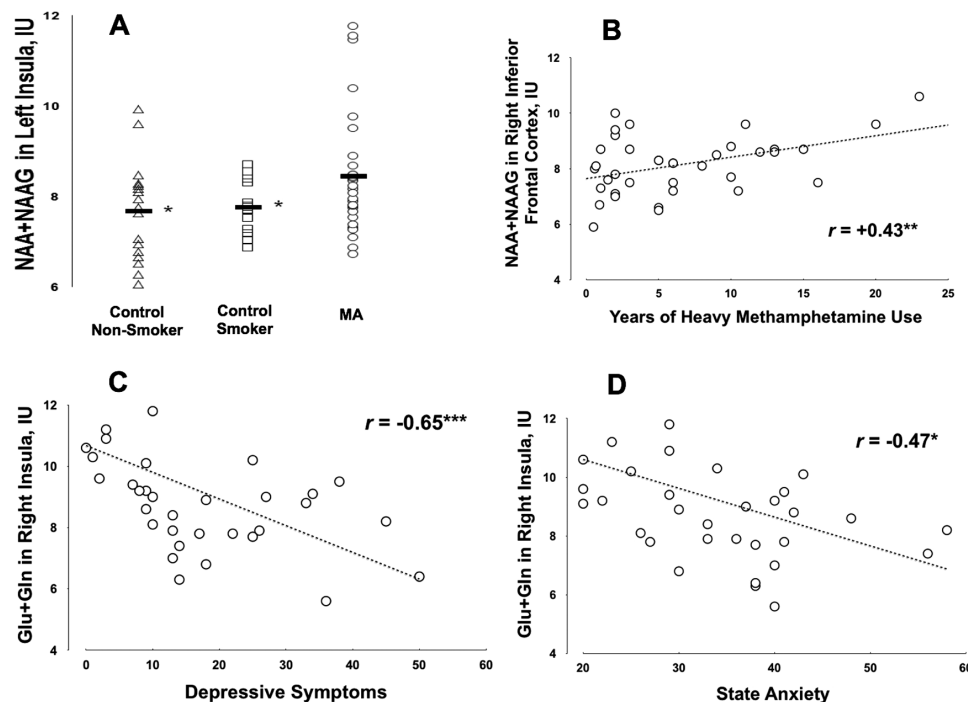 A
NAA+NAAG in Left Insula, IU
12
10
8
6
*
*
Control
Non-Smoker
Control
Smoker
MA
B
NAA+NAAG in Right Inferior
Frontal Cortex, IU
12
10
8
6
4
r = +0.43**
0
5
10
15
20
25
Years of Heavy Methamphetamine Use
C
Glu+Gln in Right Insula, IU
12
10
8
6
4
r = -0.65***
0
10
20
30
40
50
60
Depressive Symptoms
D
Glu+Gln in Right Insula, IU
12
10
8
6
4
r = -0.47*
20
30
40
50
60
State Anxiety